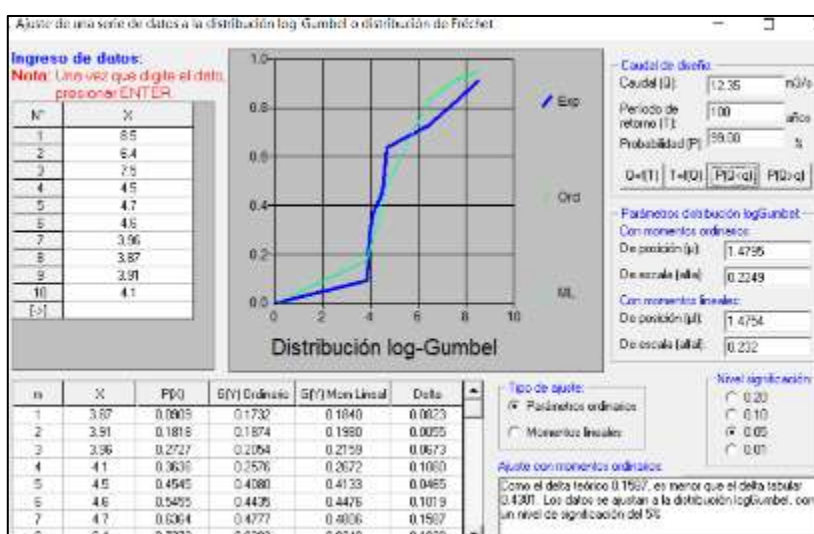 Ajuste de una serie de datos a la distribución log-Gumbel o distribución de Fréchet
Ingreso de datos:
Nota: Una vez que digite el dato,
presionar ENTER
N° X
1 8.5
2 6.4
3 7.5
4 4.5
5 4.7
6 4.6
7 3.96
8 3.87
9 3.91
10 4.1
[->]
1.0
0.8
0.6
0.4
0.2
0.0
0 2 4 6 8 10
Exp
Ord
ML
Distribución log-Gumbel
Caudal de diseño:
Caudal (Q): 12.35 m3/s
Periodo de
retorno (T): 100 años
Probabilidad (P) 99.00 %
Q=f(T) T=f(Q) P(Q<q) P(Q>q)
Parámetros distribución logGumbel:
Con momentos ordinarios:
De posición (µ): 1.4795
De escala (alfa): 0.2249
Con momentos lineales:
De posición (µl): 1.4754
De escala (alfal): 0.232
m X P(X) G(Y) Ordinario G(Y) Mom Lineal Delta
1 3.87 0.0909 0.1732 0.1840 0.0823
2 3.91 0.1818 0.1874 0.1980 0.0055
3 3.96 0.2727 0.2054 0.2159 0.0673
4 4.1 0.3636 0.2576 0.2672 0.1060
5 4.5 0.4545 0.4080 0.4133 0.0465
6 4.6 0.5455 0.4435 0.4476 0.1019
7 4.7 0.6364 0.4777 0.4806 0.1587
Tipo de ajuste:
Parámetros ordinarios
Momentos lineales
Nivel significación:
0.20
0.10
0.05
0.01
Ajuste con momentos ordinarios:
Como el delta teórico 0.1587, es menor que el delta tabular
0.4301. Los datos se ajustan a la distribución logGumbel, con
un nivel de significación del 5%